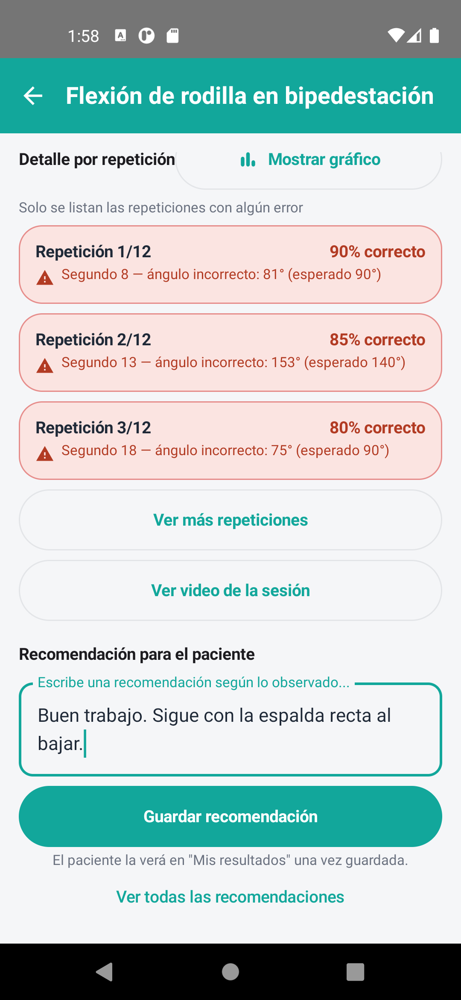 1:58
Flexión de rodilla en bipedestación
Detalle por repetición
Mostrar gráfico
Solo se listan las repeticiones con algún error
Repetición 1/12
90% correcto
Segundo 8 — ángulo incorrecto: 81° (esperado 90°)
Repetición 2/12
85% correcto
Segundo 13 — ángulo incorrecto: 153° (esperado 140°)
Repetición 3/12
80% correcto
Segundo 18 — ángulo incorrecto: 75° (esperado 90°)
Ver más repeticiones
Ver video de la sesión
Recomendación para el paciente
Escribe una recomendación según lo observado...
Buen trabajo. Sigue con la espalda recta al
bajar.
Guardar recomendación
El paciente la verá en "Mis resultados" una vez guardada.
Ver todas las recomendaciones